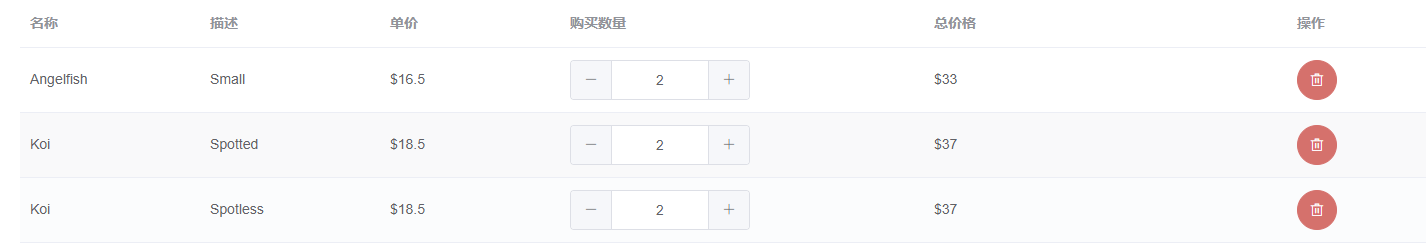 名称 描述 单价 购买数量 总价格 操作
Angelfish Small $16.5 2 $33
Koi Spotted $18.5 2 $37
Koi Spotless $18.5 2 $37